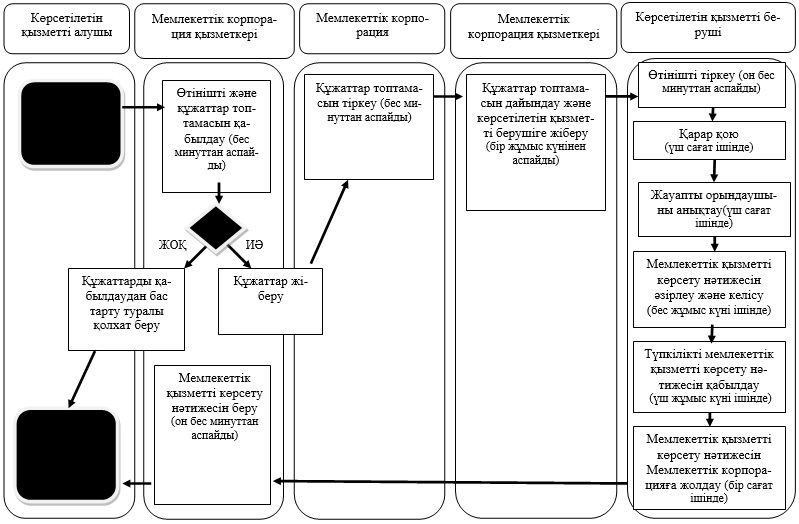 Көрсетілетін
қызметті алушы
Мемлекеттік корпора-
ция қызметкері
Мемлекеттік корпо-
рация
Мемлекеттік
корпорация қызметкері
Көрсетілетін қызметті бе-
руші
Өтінішті және
құжаттар топ-
тамасын қа-
былдау (бес
минуттан аспай-
ды)
ЖОҚ
ИӘ
Құжаттарды қа-
былдаудан бас
тарту туралы
қолхат беру
Құжаттар жі-
беру
Мемлекеттік
қызметті көрсету
нәтижесін беру
(он бес минуттан
аспайды)
Құжаттар топтама-
сын тіркеу (бес ми-
нуттан аспайды)
Құжаттар топтама-
сын дайындау және
көрсетілетін қызмет-
ті берушіге жіберу
(бір жұмыс күнінен
аспайды)
Өтінішті тіркеу (он бес
минуттан аспайды)
Қарар қою
(үш сағат ішінде)
Жауапты орындаушы-
ны анықтау(үш сағат
ішінде)
Мемлекеттік қызметті
көрсету нәтижесін
әзірлеу және келісу
(бес жұмыс күні ішінде)
Түпкілікті мемлекеттік
қызметті көрсету нә-
тижесін қабылдау
(үш жұмыс күні ішінде)
Мемлекеттік қызметті
көрсету нәтижесін
Мемлекеттік корпора-
цияға жолдау (бір сағат
ішінде)